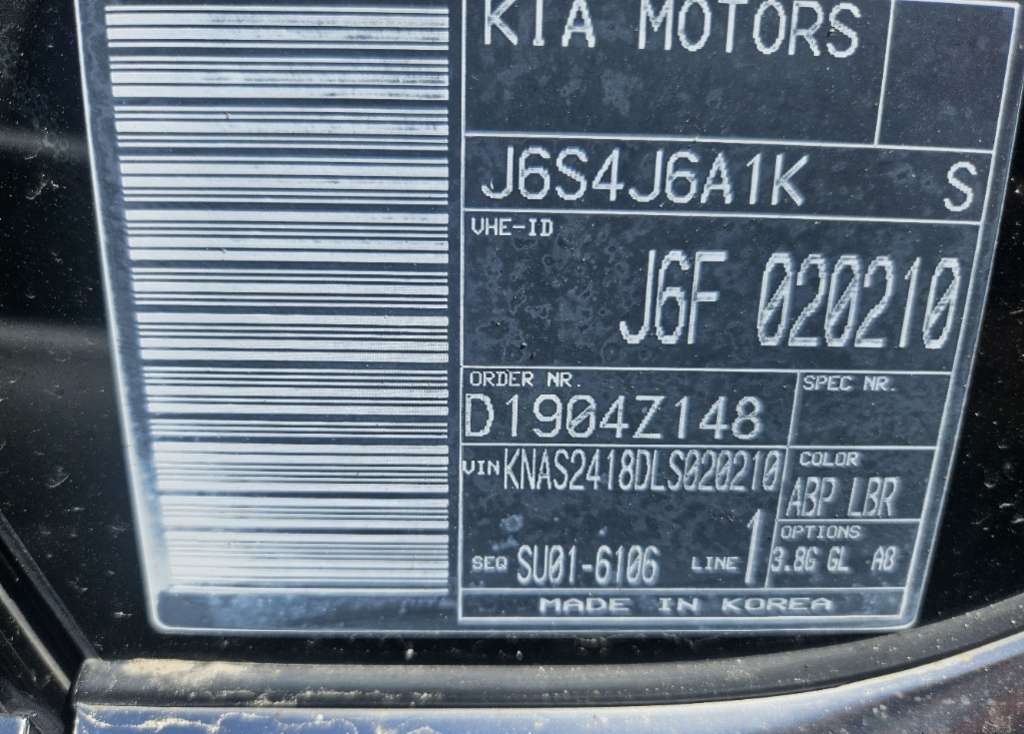 KIA MOTORS
J6S4J6A1K S
VHE-ID
J6F 020210
ORDER NR. SPEC NR.
D1904Z148
VIN KNAS2418DLS020210 COLOR
ABP LBR
OPTIONS
SEQ SU01-6106 LINE 1 3.8G GL A8
MADE IN KOREA